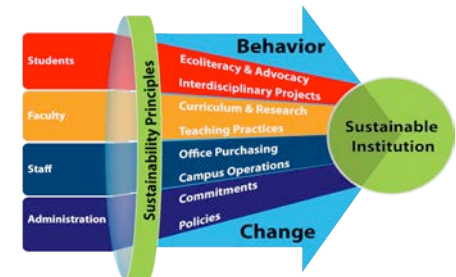 Behavior
Students
Ecoliteracy & Advocacy
Interdisciplinary Projects
Faculty
Curriculum & Research
Teaching Practices
Sustainability Principles
Sustainable
Institution
Staff
Office Purchasing
Campus Operations
Administration
Commitments
Policies
Change